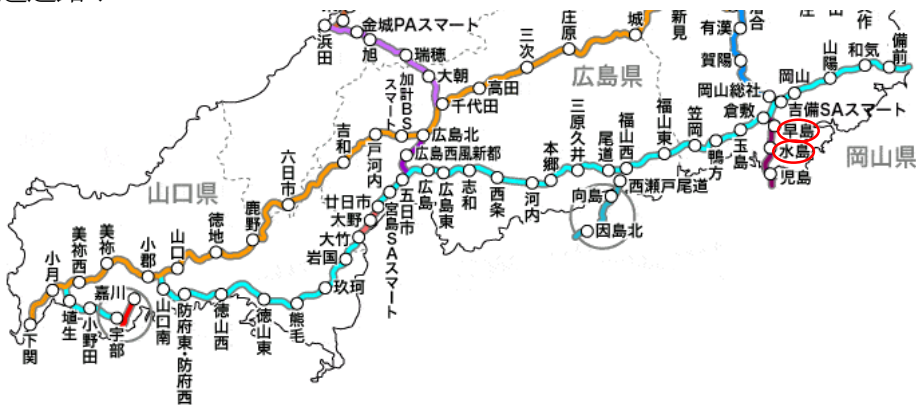 浜田
金城PAスマート
旭
瑞穂
大朝
千代田
高田
三次
庄原
新見
有漢
賀陽
岡山総社
倉敷
岡山
山陽
和気
備前
吉備SAスマート
早島
水島
児島
岡山県
広島県
山口県
加計BSスマート
広島北
広島西風新都
戸河内
吉和
六日市
鹿野
徳地
山口
小郡
美祢
美祢西
小月
下関
埴生
小野田
宇部
嘉川
山口南
防府東・防府西
徳山西
徳山東
熊毛
玖珂
岩国
大竹
大野
廿日市
宮島SAスマート
五日市
広島
広島東
志和
西条
河内
本郷
三原久井
尾道
福山西
福山東
笠岡
鴨方
玉島
西瀬戸尾道
向島
因島北